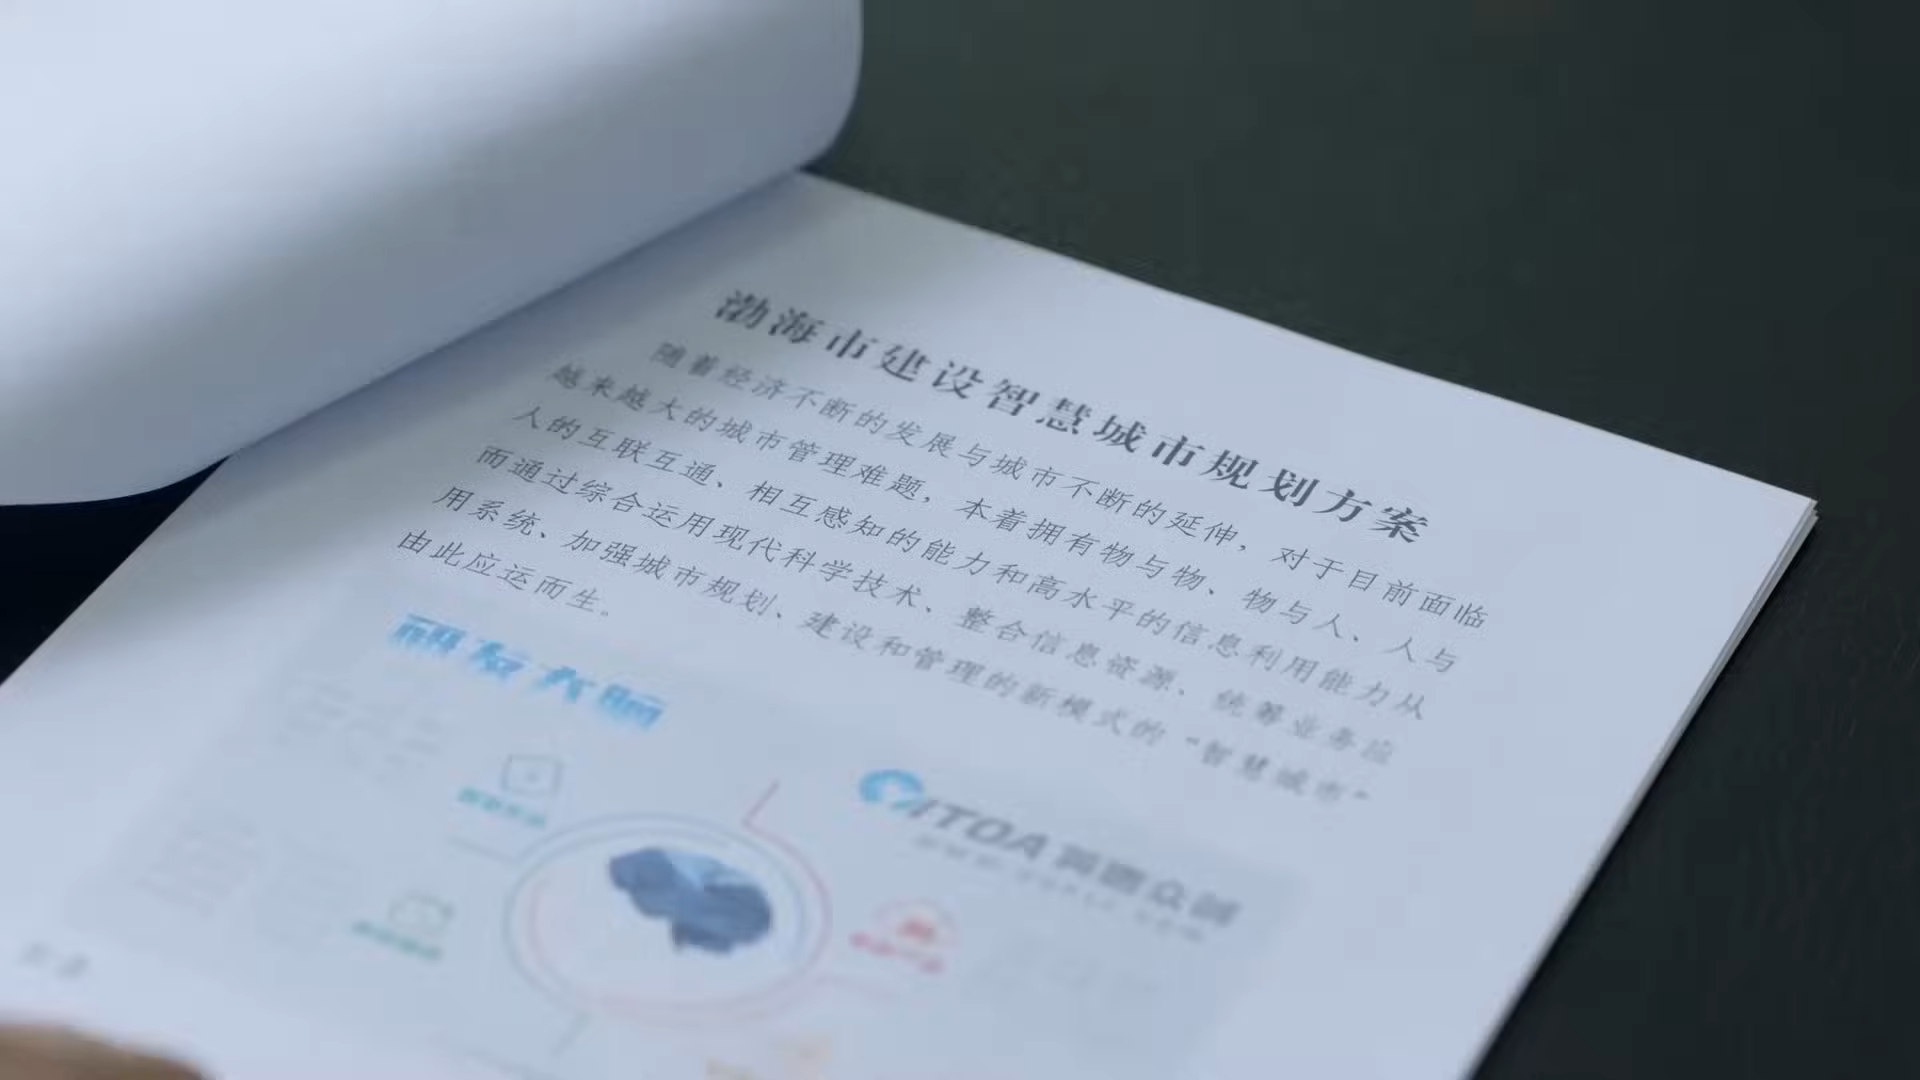 渤海市建设智慧城市规划方案
随着经济不断的发展与城市不断的延伸，对于目前面临
越来越大的城市管理难题，本着拥有物与物、物与人、人与
人的互联互通、相互感知的能力和高水平的信息利用能力从
而通过综合运用现代科学技术、整合信息资源、统筹业务应
用系统、加强城市规划、建设和管理的新模式的“智慧城市”
由此应运而生。
研发大脑
ITOA